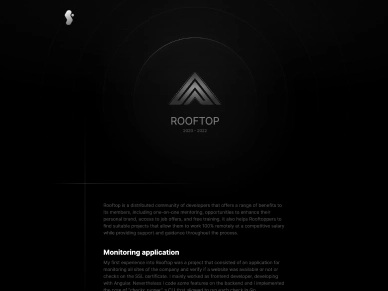 ROOFTOP
2020 - 2022
Rooftop is a distributed community of developers that offers a range of benefits to
its members, including one-on-one mentoring, opportunities to enhance their
personal brand, access to job offers, and free training. It also helps Rooftoppers to
find suitable projects that allow them to work 100% remotely at a competitive salary
while providing support and guidance throughout the process.
Monitoring application
My first experience into Rooftop was a project that consisted of an application for
monitoring all sites of the company and verify if a website was available or not or
checks on the SSL certificate. I mainly worked as frontend developer, developing
with Angular. Nevertheless I code some features on the backend and I implemented